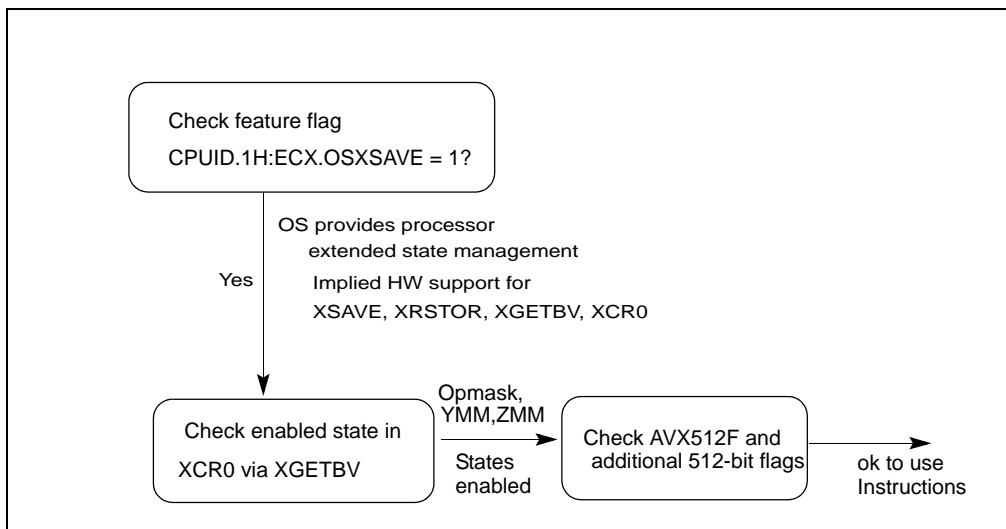 Check feature flag
CPUID.1H:ECX.OSXSAVE = 1?
OS provides processor
extended state management
Yes
Implied HW support for
XSAVE, XRSTOR, XGETBV, XCR0
Check enabled state in
XCR0 via XGETBV
Opmask,
YMM,ZMM
States
enabled
Check AVX512F and
additional 512-bit flags
ok to use
Instructions